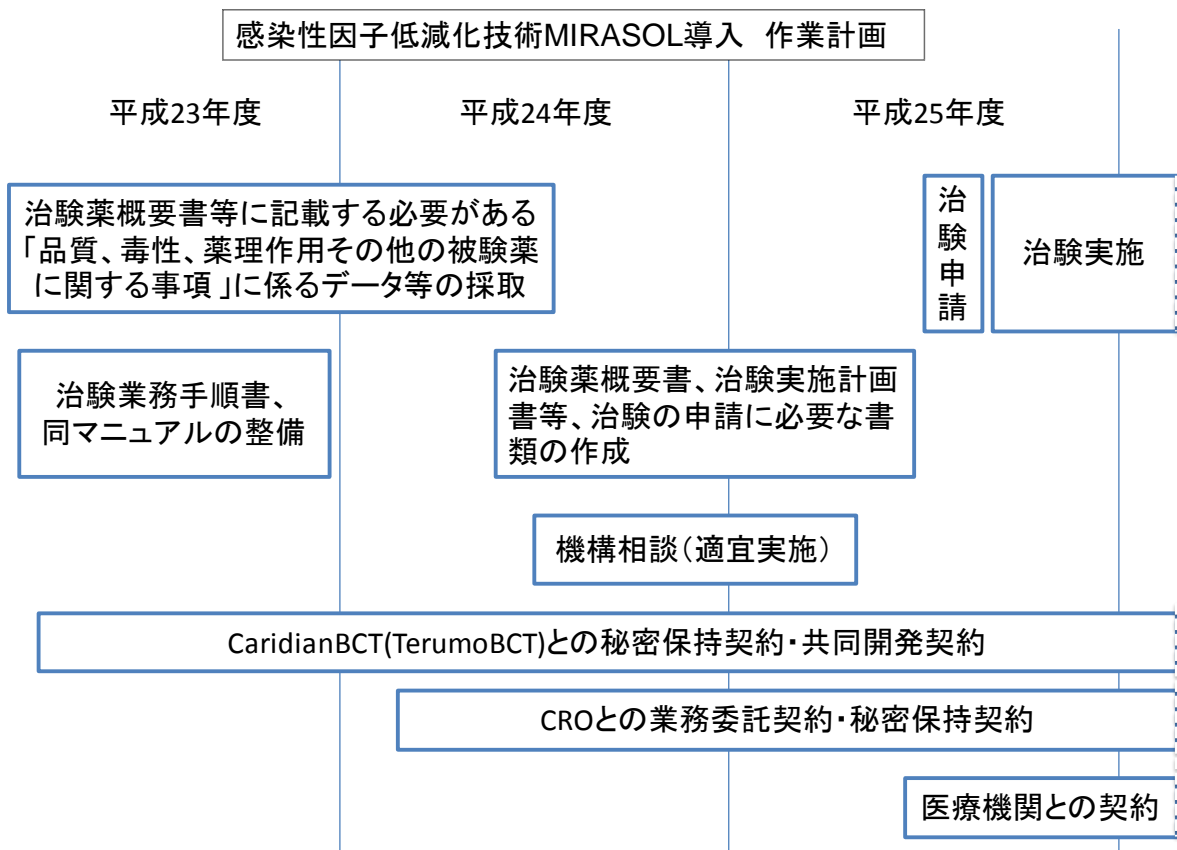 感染性因子低減化技術MIRASOL導入　作業計画
平成23年度
平成24年度
平成25年度
治験薬概要書等に記載する必要がある
「品質、毒性、薬理作用その他の被験薬
に関する事項」に係るデータ等の採取
治
験
申
請
治験実施
治験業務手順書、
同マニュアルの整備
治験薬概要書、治験実施計画
書等、治験の申請に必要な書
類の作成
機構相談(適宜実施)
CaridianBCT(TerumoBCT)との秘密保持契約・共同開発契約
CROとの業務委託契約・秘密保持契約
医療機関との契約